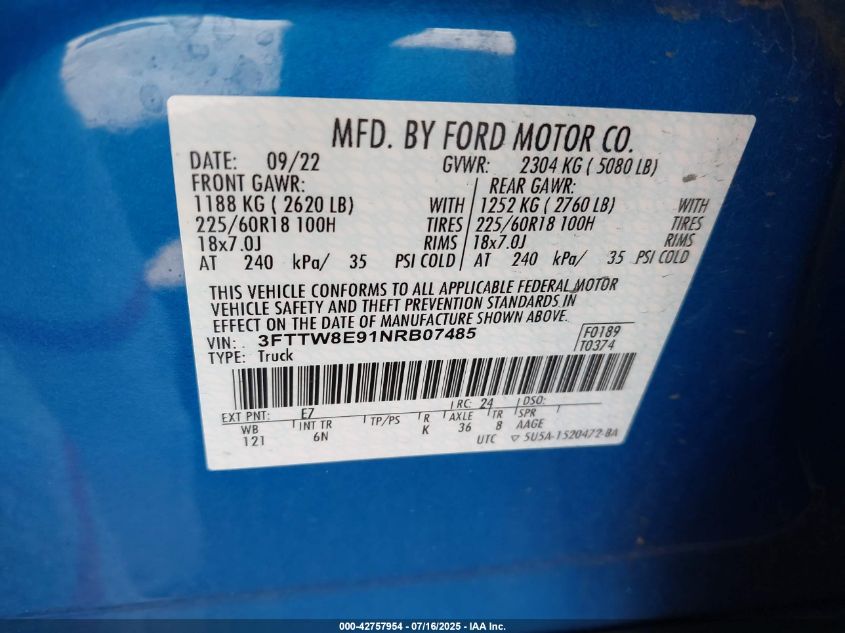 MFD. BY FORD MOTOR CO.
DATE: 09/22 GVWR: 2304 KG ( 5080 LB)
FRONT GAWR: REAR GAWR:
1188 KG ( 2620 LB) WITH 1252 KG ( 2760 LB) WITH
225/60R18 100H TIRES 225/60R18 100H TIRES
18x7.0J RIMS 18x7.0J RIMS
AT 240 kPa/ 35 PSI COLD AT 240 kPa/ 35 PSI COLD
THIS VEHICLE CONFORMS TO ALL APPLICABLE FEDERAL MOTOR
VEHICLE SAFETY AND THEFT PREVENTION STANDARDS IN
EFFECT ON THE DATE OF MANUFACTURE SHOWN ABOVE.
VIN: 3FTTW8E91NRB07485 F0189
TYPE: Truck T0374
EXT PNT: E7 RC: 24 DSO:
WB INT TR TP/PS R AXLE TR SPR
121 6N K 36 8 AAGE
UTC 5U5A-1520472-BA
000-42757954 - 07/16/2025 - IAA Inc.